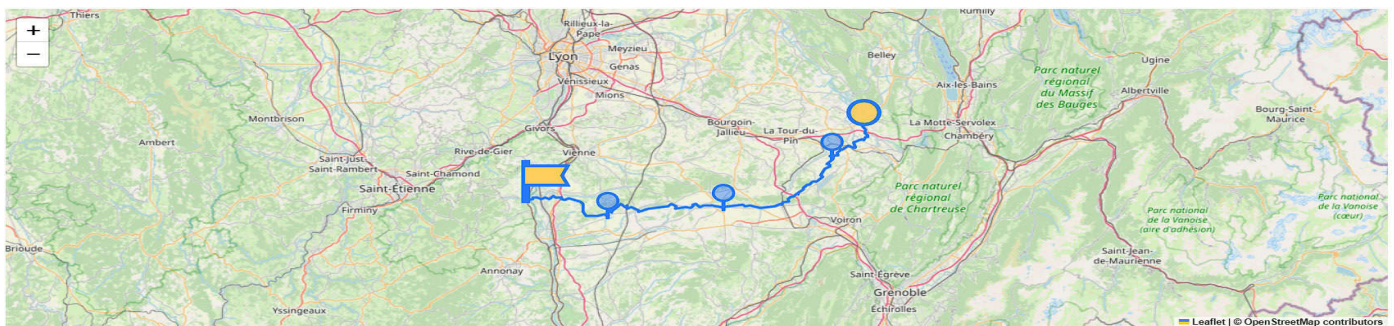 Thiers
Rillieux-la-
Pape
Rumilly
+
−
Lyon
Meyzieu
Genas
Belley
Vénissieux
Mions
Aix-les-Bains
Parc naturel
régional
du Massif
des Bauges
Ugine
Albertville
Bourg-Saint-
Maurice
Montbrison
Ambert
Givors
Bourgoin-
Jallieu
La Tour-du-
Pin
La Motte-Servolex
Chambéry
Saint-Just
Saint-Rambert
Rive-de-Gier
Vienne
Saint-Chamond
Saint-Étienne
Firminy
Parc naturel
régional
de Chartreuse
Voiron
Parc national
de la Vanoise
(aire d'adhésion)
Parc national
de la Vanoise
(cœur)
Brioude
Annonay
Saint-Jean-
de-Maurienne
Saint-Égrève
Grenoble
Échirolles
Yssingeaux
Leaflet | © OpenStreetMap contributors